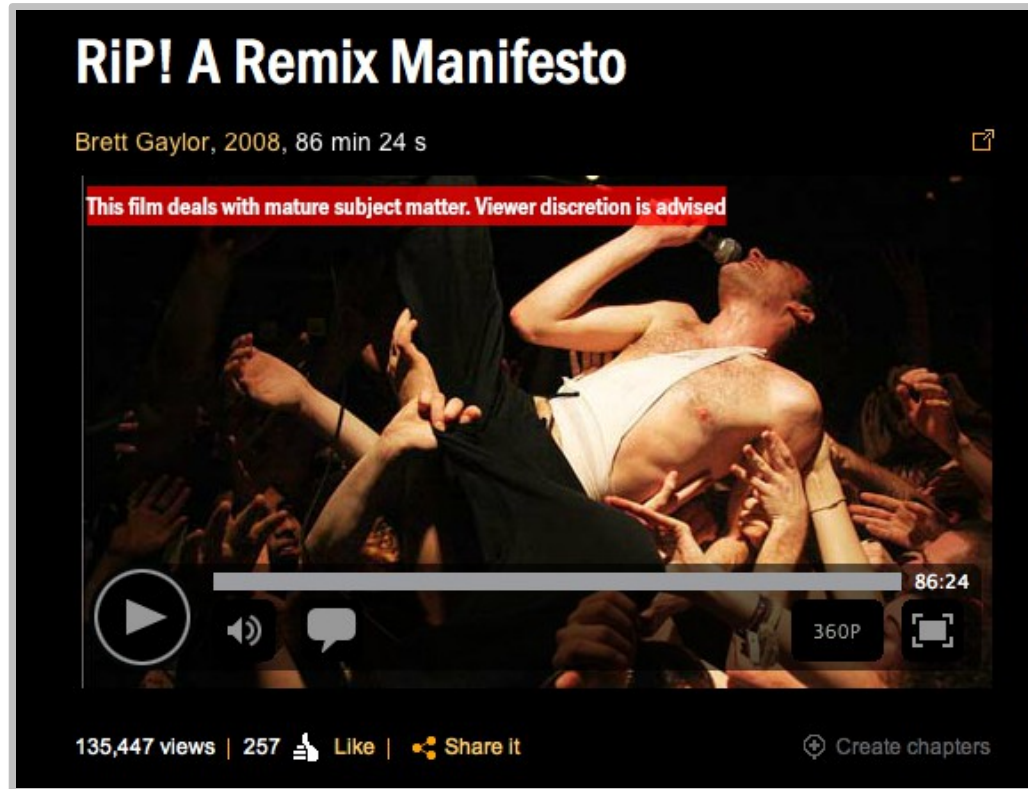 RiP! A Remix Manifesto
Brett Gaylor, 2008, 86 min 24 s
This film deals with mature subject matter. Viewer discretion is advised
86:24
360P
135,447 views | 257 Like | Share it
Create chapters